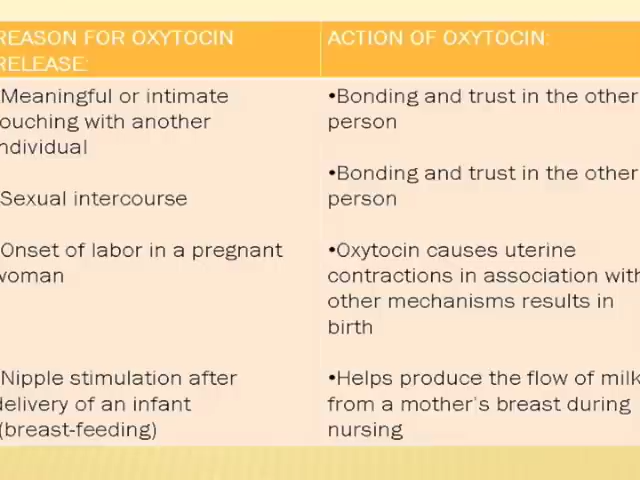 REASON FOR OXYTOCIN
RELEASE:
Meaningful or intimate
ouching with another
ndividual
Sexual intercourse
Onset of labor in a pregnant
woman
Nipple stimulation after
delivery of an infant
(breast-feeding)
ACTION OF OXYTOCIN:
•Bonding and trust in the other
person
•Bonding and trust in the other
person
•Oxytocin causes uterine
contractions in association with
other mechanisms results in
birth
•Helps produce the flow of milk
from a mother's breast during
nursing